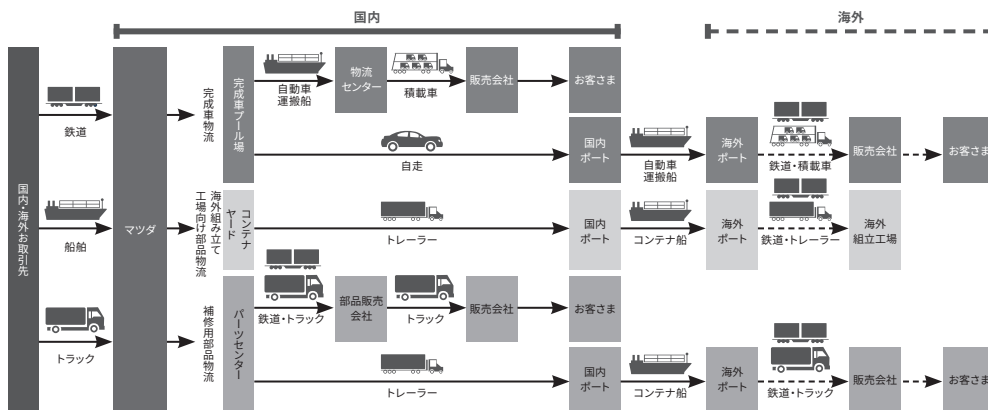 国内
海外
国内・海外お取引先
鉄道
船舶
トラック
マツダ
完成車物流
完成車プール場
自動車
運搬船
物流
センター
積載車
販売会社
お客さま
自走
国内
ポート
自動車
運搬船
海外
ポート
鉄道・積載車
販売会社
お客さま
海外組み立て
工場向け部品物流
コンテナ
ヤード
トレーラー
国内
ポート
コンテナ船
海外
ポート
鉄道・トレーラー
海外
組立工場
補修用部品物流
パーツセンター
鉄道・トラック
部品販売
会社
トラック
販売会社
お客さま
トレーラー
国内
ポート
コンテナ船
海外
ポート
鉄道・トラック
販売会社
お客さま